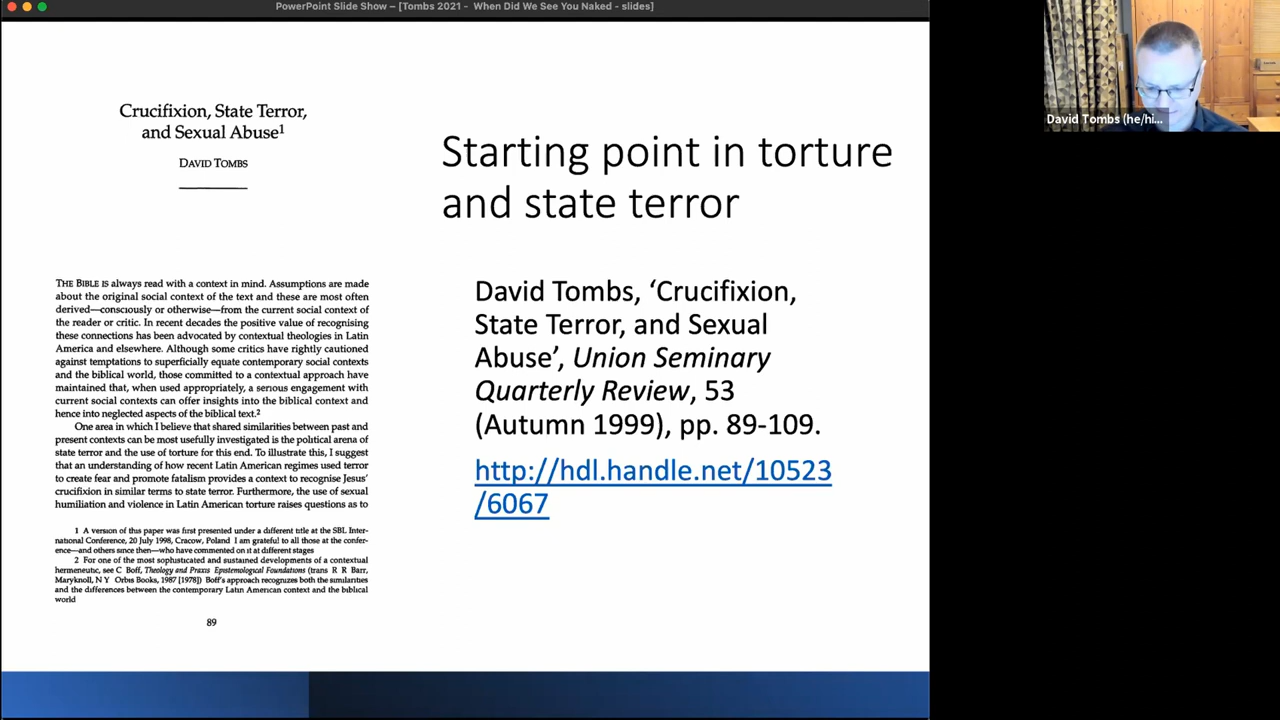 PowerPoint Slide Show – [Tombs 2021 - When Did We See You Naked - slides]
Crucifixion, State Terror,
and Sexual Abuse1
DAVID TOMBS
THE BIBLE IS always read with a context in mind. Assumptions are made
about the original social context of the text and these are most often
derived—consciously or otherwise—from the current social context of
the reader or critic. In recent decades the positive value of recognising
these connections has been advocated by contextual theologies in Latin
America and elsewhere. Although some critics have rightly cautioned
against temptations to superficially equate contemporary social contexts
and the biblical world, those committed to a contextual approach have
maintained that, when used appropriately, a serious engagement with
current social contexts can offer insights into the biblical context and
hence into neglected aspects of the biblical text.2
One area in which I believe that shared similarities between past and
present contexts can be most usefully investigated is the political arena of
state terror and the use of torture for this end. To illustrate this, I suggest
that an understanding of how recent Latin American regimes used terror
to create fear and promote fatalism provides a context to recognise Jesus'
crucifixion in similar terms to state terror. Furthermore, the use of sexual
humiliation and violence in Latin American torture raises questions as to
1 A version of this paper was first presented under a different title at the SBL Inter-
national Conference, 20 July 1998, Cracow, Poland I am grateful to all those at the confer-
ence—and others since then—who have commented on it at different stages
2 For one of the most sophisticated and sustained developments of a contextual
hermeneutic, see C Boff, Theology and Praxis Epistemological Foundations (trans R R Barr,
Maryknoll, N Y Orbis Books, 1987 [1978]) Boff's approach recognizes both the similarities
and the differences between the contemporary Latin American context and the biblical
world
89
Starting point in torture
and state terror
David Tombs, ‘Crucifixion,
State Terror, and Sexual
Abuse’, Union Seminary
Quarterly Review, 53
(Autumn 1999), pp. 89-109.
http://hdl.handle.net/10523
/6067
David Tombs (he/hi...